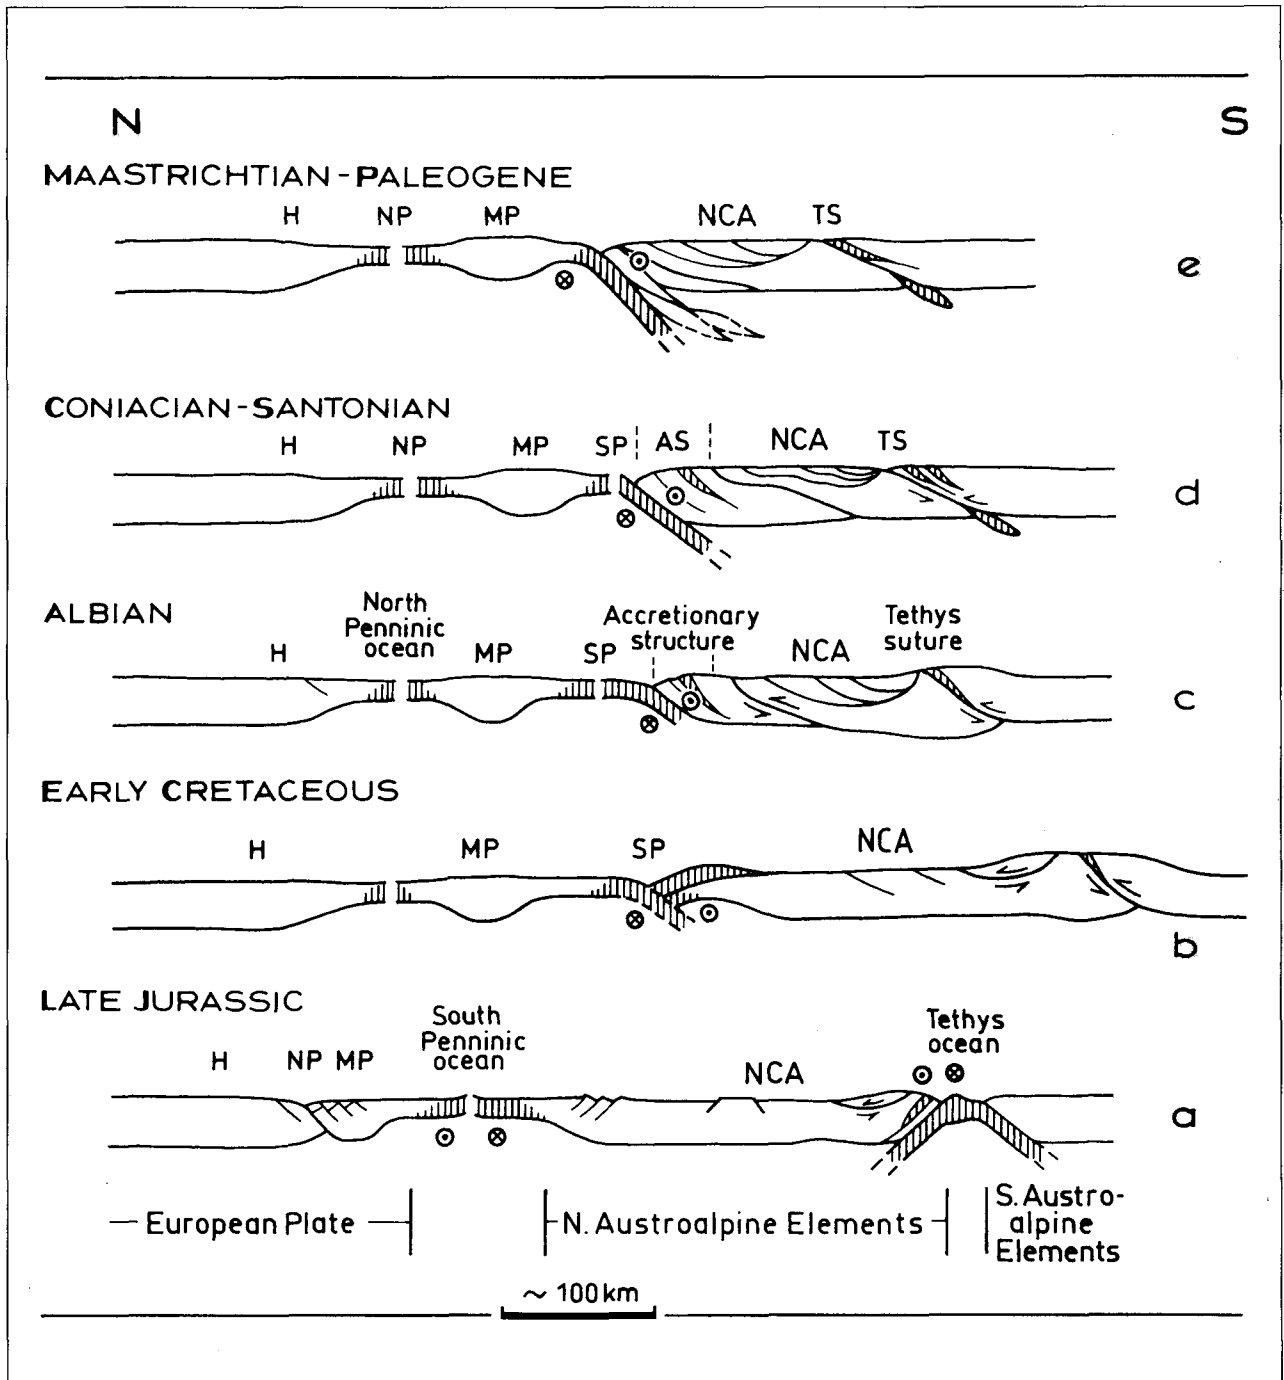 N S
MAASTRICHTIAN-PALEOGENE
H NP MP NCA TS
e
CONIACIAN-SANTONIAN
H NP MP SP AS NCA TS
d
ALBIAN
North
Penninic
ocean
Accretionary
structure
Tethys
suture
H MP SP NCA
c
EARLY CRETACEOUS
H MP SP NCA
b
LATE JURASSIC
South
Penninic
ocean
Tethys
ocean
H NP MP NCA
a
European Plate
N. Austroalpine Elements
S. Austro-
alpine
Elements
~ 100 km